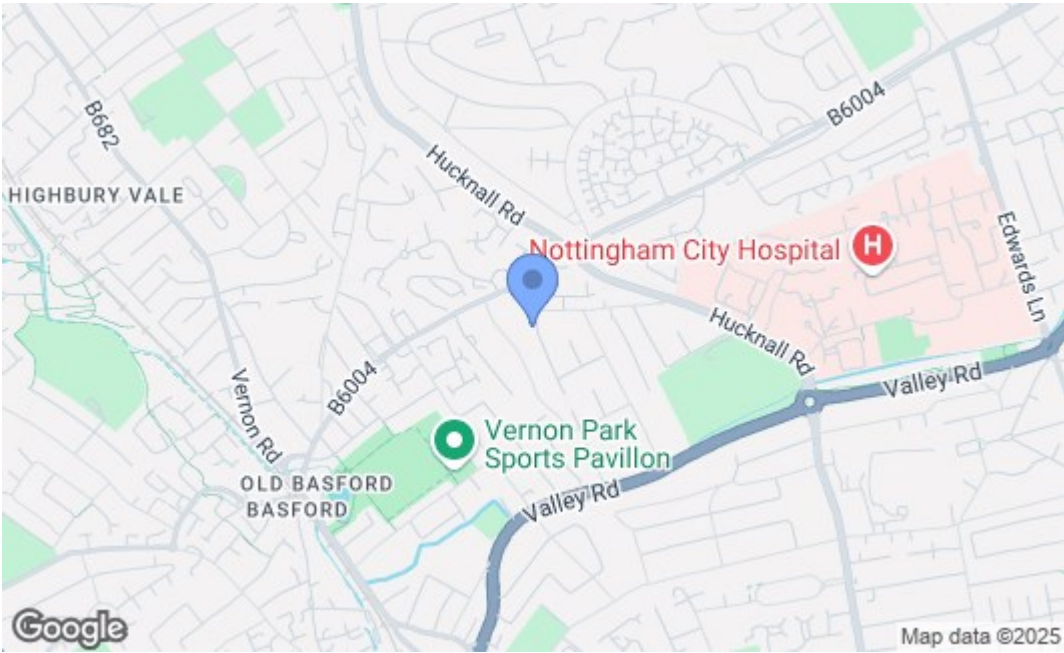 B682
B6004
Hucknall Rd
HIGHBURY VALE
Nottingham City Hospital
H
Edwards Ln
Hucknall Rd
B6004
Vernon Rd
Valley Rd
Vernon Park
Sports Pavillon
OLD BASFORD
BASFORD
Valley Rd
Google
Map data ©2025